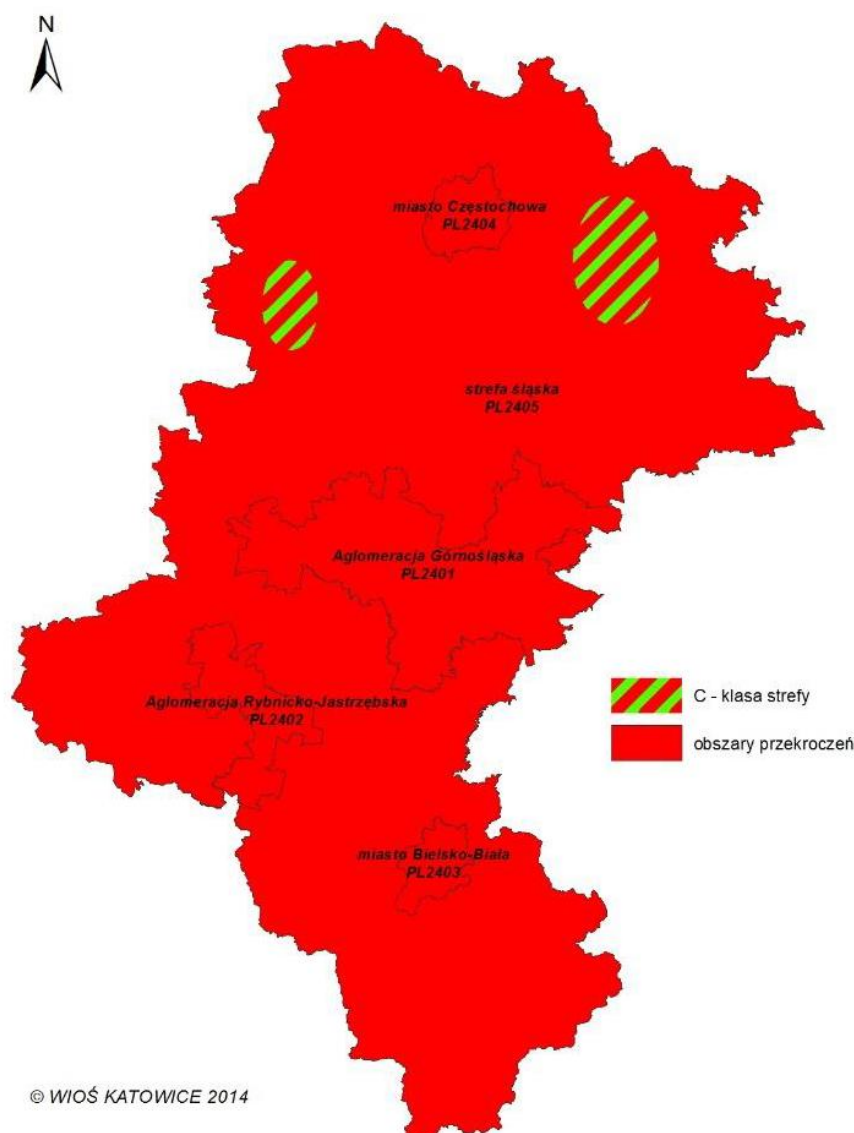 N
miasto Częstochowa
PL2404
strefa śląska
PL2405
Aglomeracja Górnośląska
PL2401
C - klasa strefy
Aglomeracja Rybnicko-Jastrzębska
PL2402
obszary przekroczeń
miasto Bielsko-Biała
PL2403
© WIOŚ KATOWICE 2014